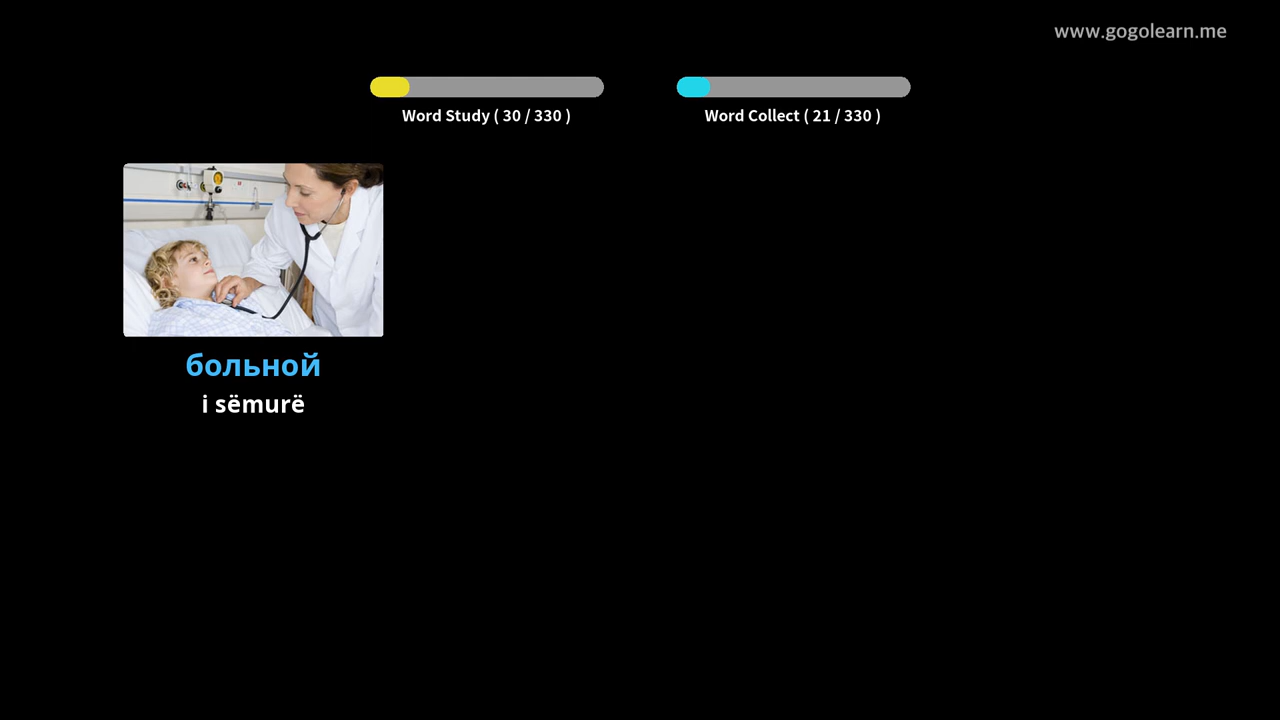 www.gogolearn.me
Word Study ( 30 / 330 )
Word Collect ( 21 / 330 )
больной
i sëmurë